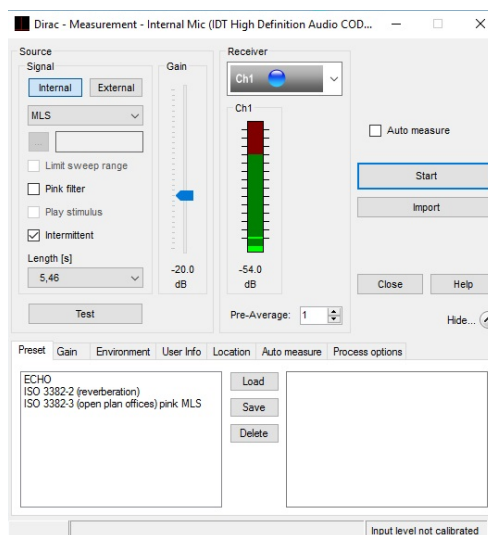 Dirac - Measurement - Internal Mic (IDT High Definition Audio COD...
Source
Signal
Internal
External
MLS
...
Limit sweep range
Pink filter
Play stimulus
Intermittent
Length [s]
5,46
Test
Gain
-20.0
dB
Receiver
Ch1
Ch1
-54.0
dB
Pre-Average: 1
Auto measure
Start
Import
Close
Help
Hide...
Preset Gain Environment User Info Location Auto measure Process options
ECHO
ISO 3382-2 (reverberation)
ISO 3382-3 (open plan offices) pink MLS
Load
Save
Delete
Input level not calibrated